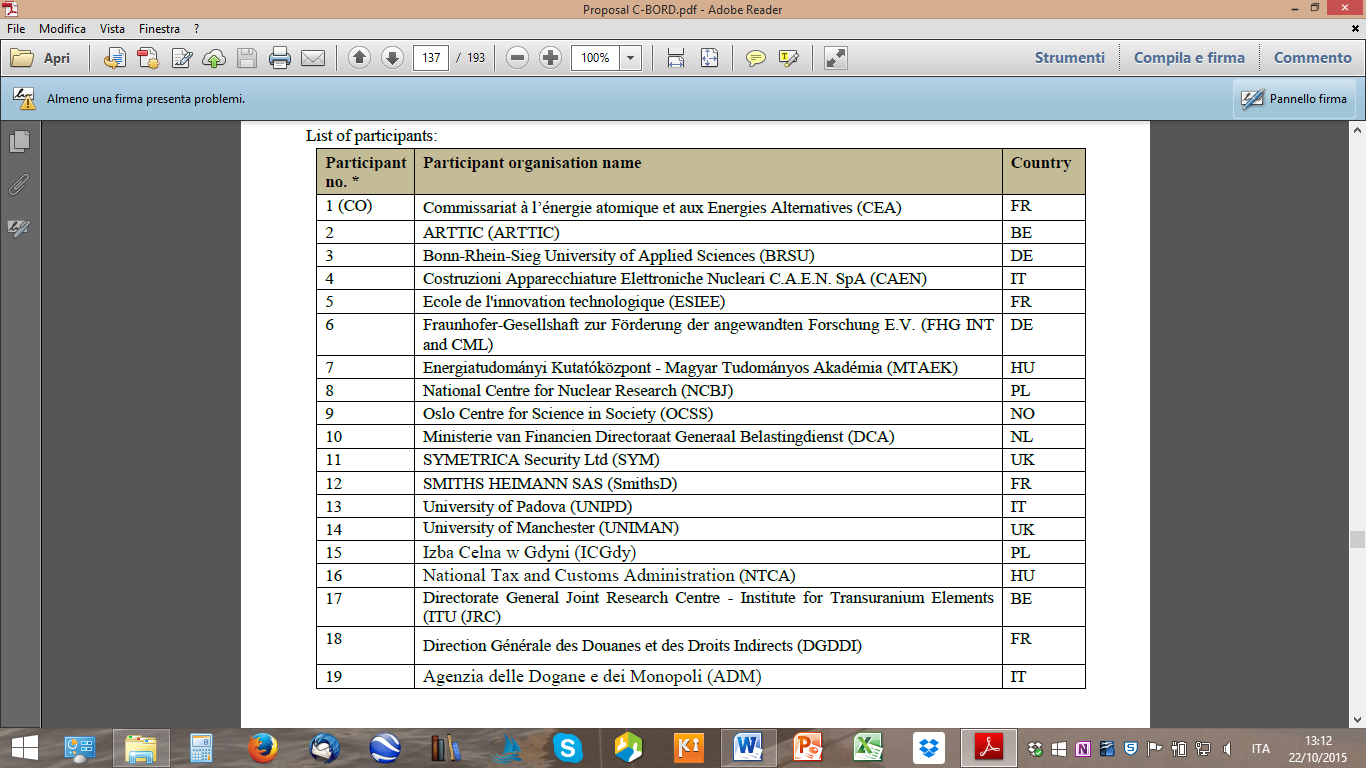 Proposal C-BORD.pdf - Adobe Reader
File Modifica Vista Finestra ?
Apri 137 / 193 100% Strumenti Compila e firma Commento
Almeno una firma presenta problemi. Pannello firma
List of participants:
Participant no. * Participant organisation name Country
1 (CO) Commissariat à l’énergie atomique et aux Energies Alternatives (CEA) FR
2 ARTTIC (ARTTIC) BE
3 Bonn-Rhein-Sieg University of Applied Sciences (BRSU) DE
4 Costruzioni Apparecchiature Elettroniche Nucleari C.A.E.N. SpA (CAEN) IT
5 Ecole de l'innovation technologique (ESIEE) FR
6 Fraunhofer-Gesellshaft zur Förderung der angewandten Forschung E.V. (FHG INT DE
and CML)
7 Energiatudományi Kutatóközpont - Magyar Tudományos Akadémia (MTAEK) HU
8 National Centre for Nuclear Research (NCBJ) PL
9 Oslo Centre for Science in Society (OCSS) NO
10 Ministerie van Financien Directoraat Generaal Belastingdienst (DCA) NL
11 SYMETRICA Security Ltd (SYM) UK
12 SMITHS HEIMANN SAS (SmithsD) FR
13 University of Padova (UNIPD) IT
14 University of Manchester (UNIMAN) UK
15 Izba Celna w Gdyni (ICGdy) PL
16 National Tax and Customs Administration (NTCA) HU
17 Directorate General Joint Research Centre - Institute for Transuranium Elements BE
(ITU (JRC)
18 Direction Générale des Douanes et des Droits Indirects (DGDDI) FR
19 Agenzia delle Dogane e dei Monopoli (ADM) IT
ITA 13:12
22/10/2015